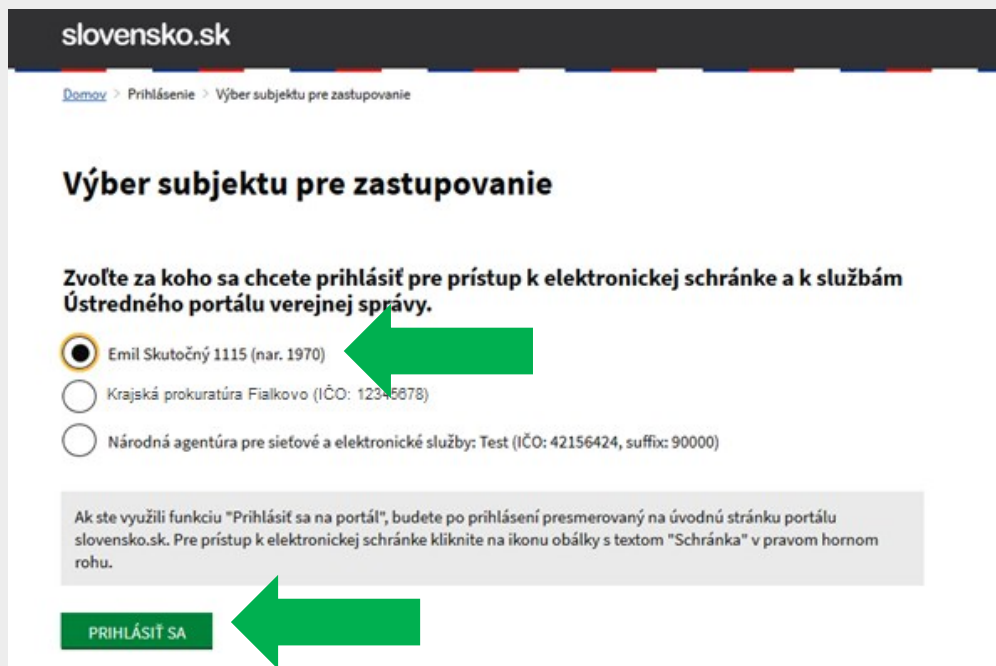 slovensko.sk
Domov > Prihlásenie > Výber subjektu pre zastupovanie
Výber subjektu pre zastupovanie
Zvoľte za koho sa chcete prihlásiť pre prístup k elektronickej schránke a k službám
Ústredného portálu verejnej správy.
Emil Skutočný 1115 (nar. 1970)
Krajská prokuratúra Fialkovo (IČO: 12345678)
Národná agentúra pre sieťové a elektronické služby: Test (IČO: 42156424, suffix: 90000)
Ak ste využili funkciu "Prihlásiť sa na portál", budete po prihlásení presmerovaný na úvodnú stránku portálu
slovensko.sk. Pre prístup k elektronickej schránke kliknite na ikonu obálky s textom "Schránka" v pravom hornom
rohu.
PRIHLÁSIŤ SA